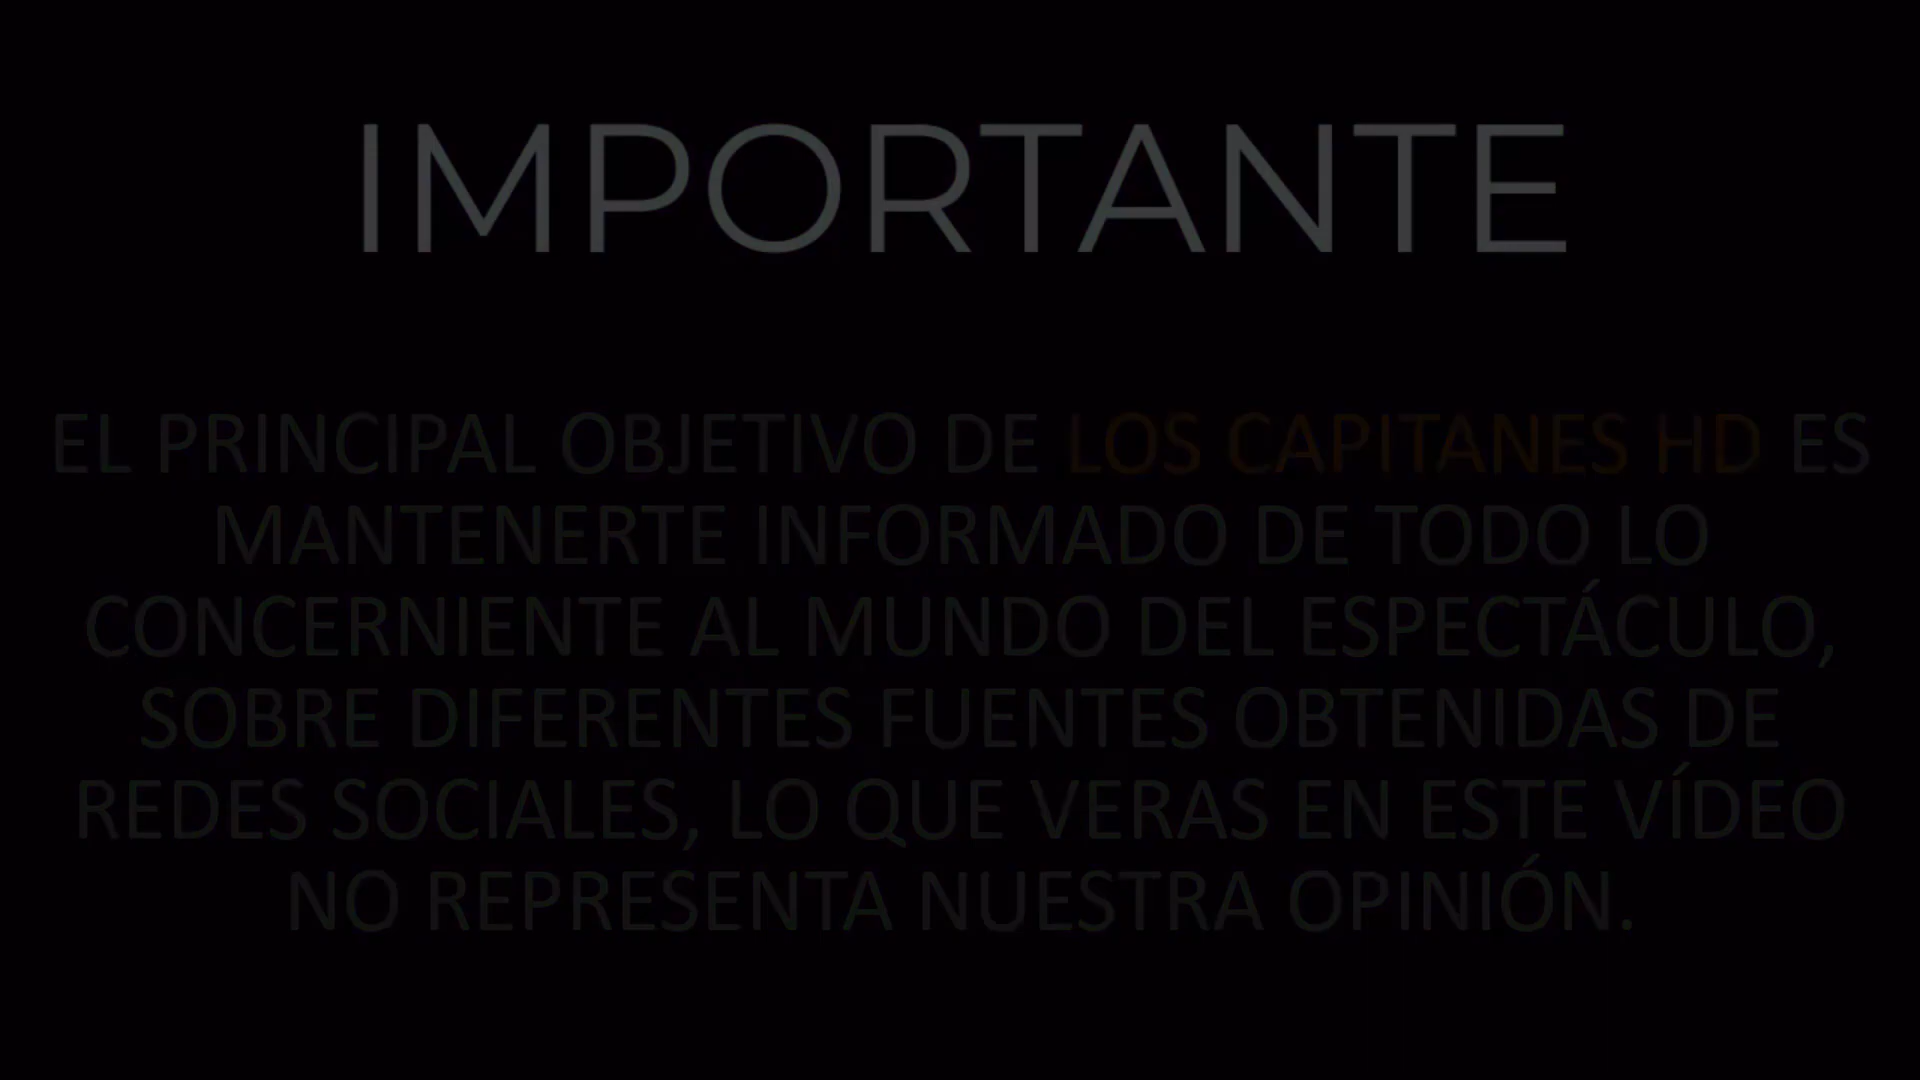 IMPORTANTE
EL PRINCIPAL OBJETIVO DE LOS CAPITANES HD ES
MANTENERTE INFORMADO DE TODO LO
CONCERNIENTE AL MUNDO DEL ESPECTÁCULO,
SOBRE DIFERENTES FUENTES OBTENIDAS DE
REDES SOCIALES, LO QUE VERAS EN ESTE VÍDEO
NO REPRESENTA NUESTRA OPINIÓN.